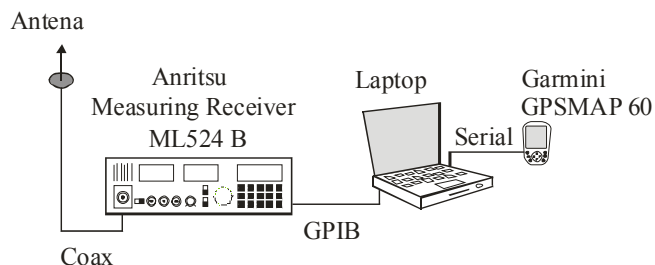 Antena
Anritsu
Measuring Receiver
ML524 B
Laptop
Garmini
GPSMAP 60
Serial
GPIB
Coax